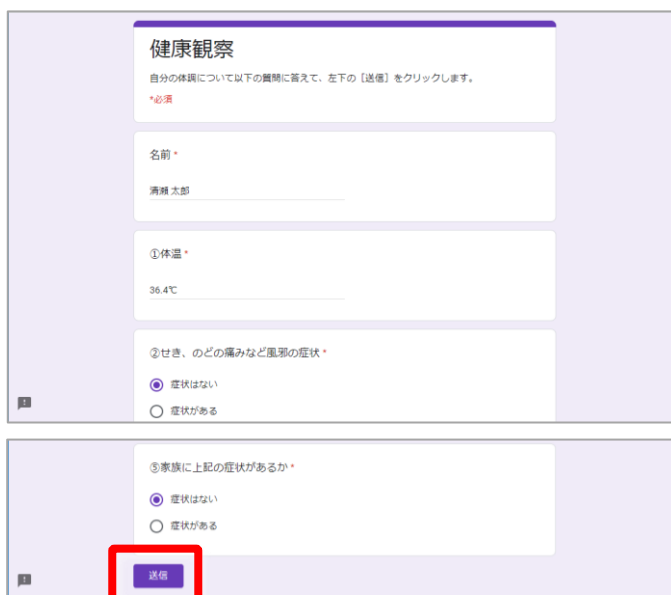 健康観察
自分の体調について以下の質問に答えて、左下の［送信］をクリックします。
*必須
名前 *
清瀬 太郎
①体温 *
36.4℃
②せき、のどの痛みなど風邪の症状 *
症状はない
症状がある
⑤家族に上記の症状があるか *
症状はない
症状がある
送信